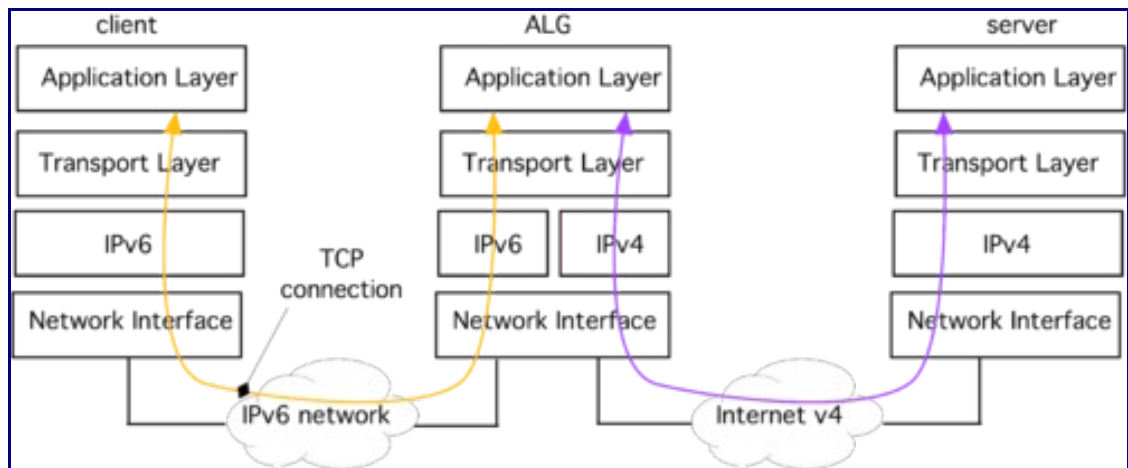 client
ALG
server
Application Layer
Application Layer
Application Layer
Transport Layer
Transport Layer
Transport Layer
IPv6
IPv6
IPv4
IPv4
TCP
connection
Network Interface
Network Interface
Network Interface
IPv6 network
Internet v4